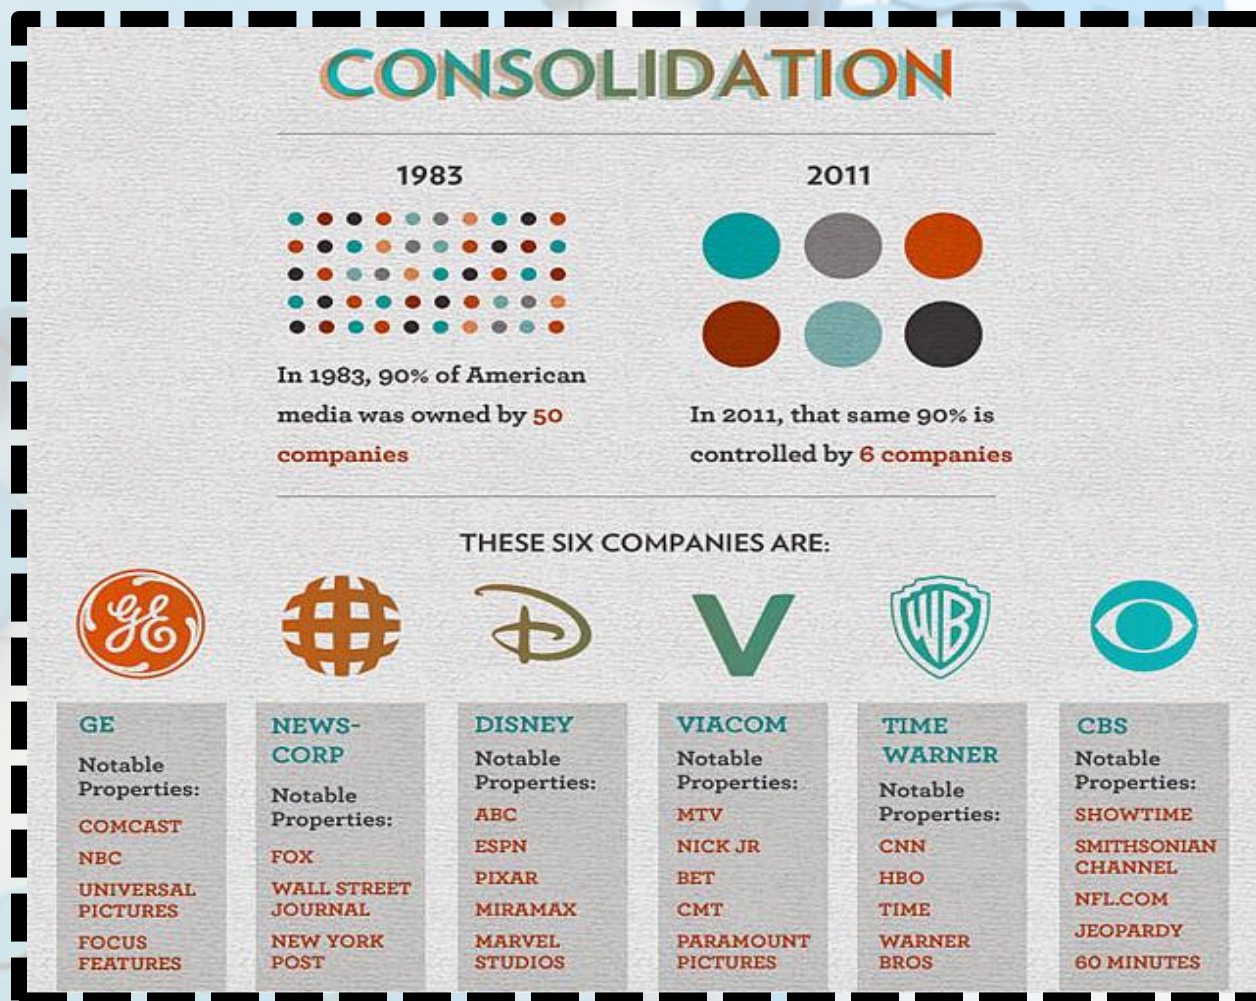 CONSOLIDATION
1983
In 1983, 90% of American
media was owned by 50
companies
2011
In 2011, that same 90% is
controlled by 6 companies
THESE SIX COMPANIES ARE:
GE
GE
Notable
Properties:
COMCAST
NBC
UNIVERSAL
PICTURES
FOCUS
FEATURES
NEWS-
CORP
Notable
Properties:
FOX
WALL STREET
JOURNAL
NEW YORK
POST
D
DISNEY
Notable
Properties:
ABC
ESPN
PIXAR
MIRAMAX
MARVEL
STUDIOS
V
VIACOM
Notable
Properties:
MTV
NICK JR
BET
CMT
PARAMOUNT
PICTURES
WB
TIME
WARNER
Notable
Properties:
CNN
HBO
TIME
WARNER
BROS
CBS
Notable
Properties:
SHOWTIME
SMITHSONIAN
CHANNEL
NFL.COM
JEOPARDY
60 MINUTES